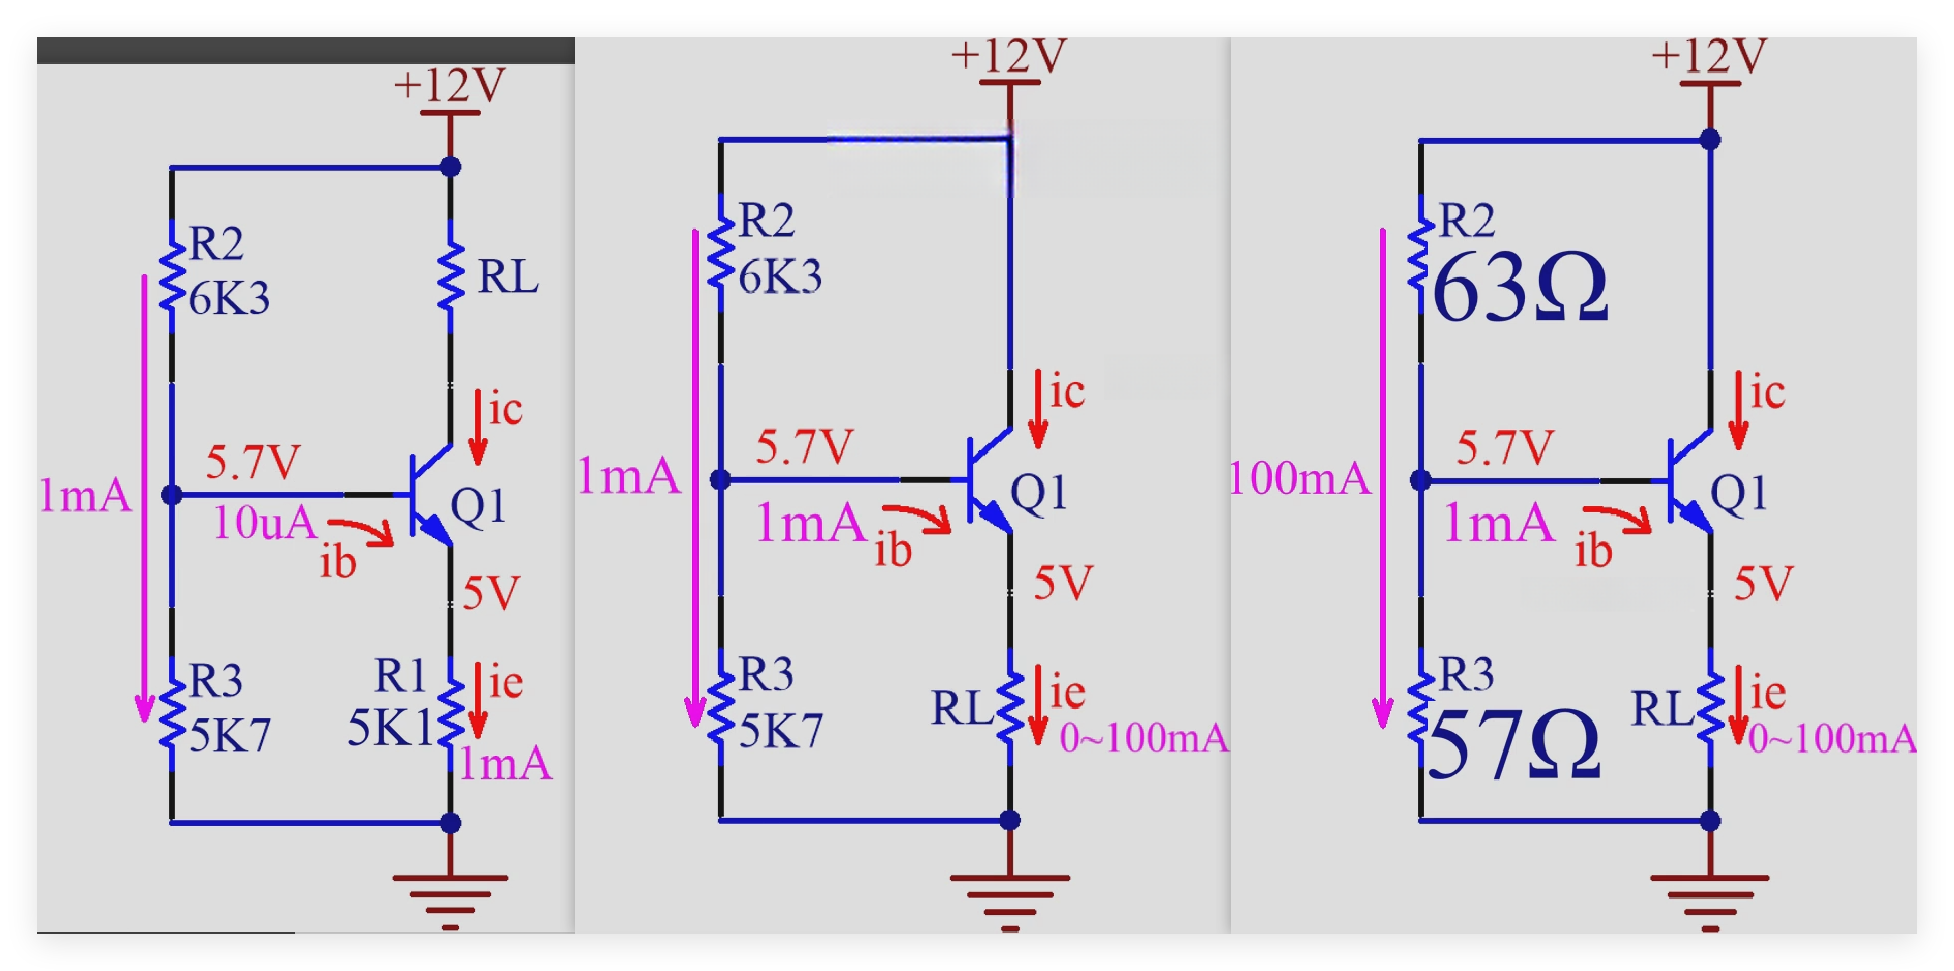 +12V
R2
6K3
RL
ic
5.7V
1mA
10uA
ib
Q1
5V
R3
5K7
R1
5K1
ie
1mA
+12V
R2
6K3
ic
5.7V
1mA
1mA
ib
Q1
5V
R3
5K7
RL
ie
0~100mA
+12V
R2
63Ω
ic
5.7V
100mA
1mA
ib
Q1
5V
R3
57Ω
RL
ie
0~100mA